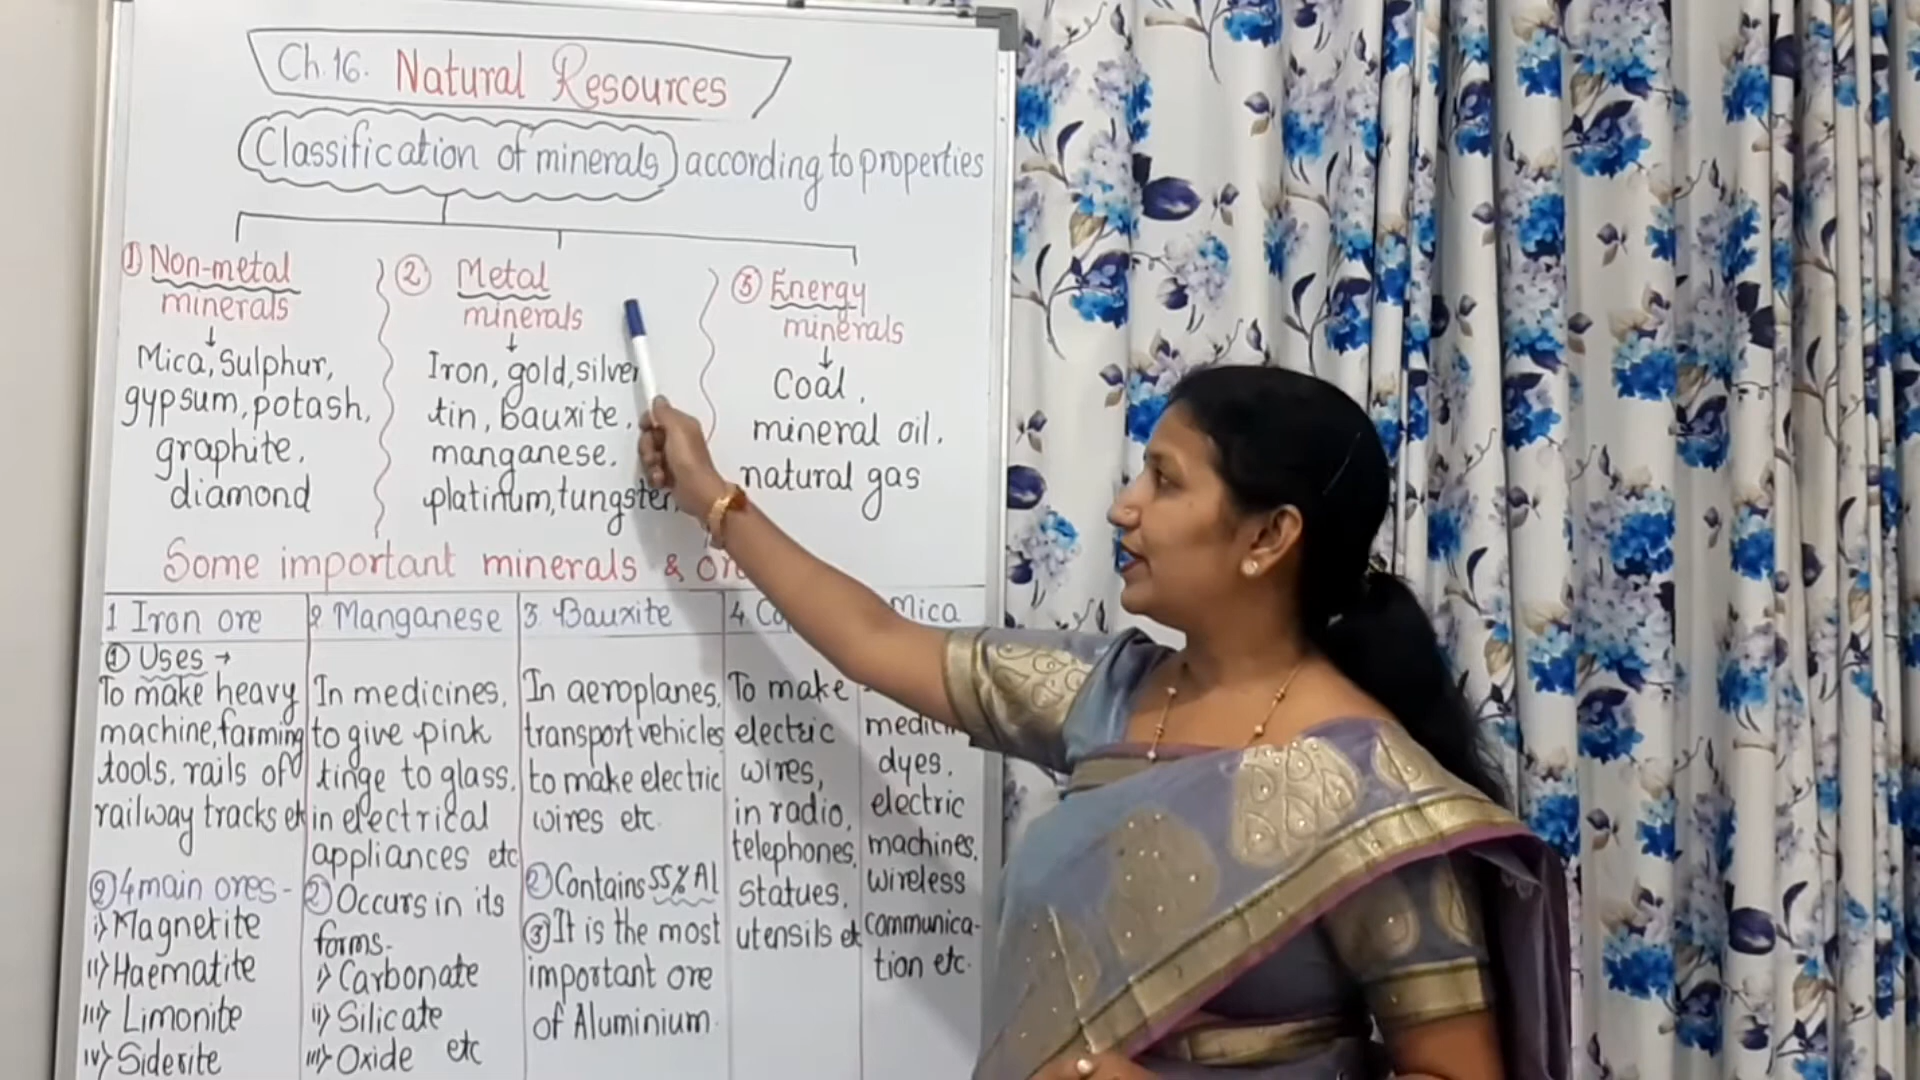 Ch.16. Natural Resources
Classification of minerals according to properties
① Non-metal
minerals
Mica, Sulphur,
gypsum, potash,
graphite,
diamond
② Metal
minerals
Iron, gold, silver
tin, bauxite,
manganese,
platinum, tungsten,
③ Energy
minerals
Coal,
mineral oil,
natural gas
Some important minerals &
1 Iron ore
① Uses →
To make heavy
machine, farming
tools, rails of
railway tracks etc
② 4 main ores-
i) Magnetite
ii) Haematite
iii) Limonite
iv) Siderite
2 Manganese
In medicines,
to give pink
tinge to glass,
in electrical
appliances etc
② Occurs in its
forms-
i) Carbonate
ii) Silicate
iii) Oxide etc
3 Bauxite
In aeroplanes,
transport vehicles
to make electric
wires etc.
② Contains 55% Al
③ It is the most
important ore
of Aluminium.
4.
To make
electric
wires,
in radio,
telephones,
Statues,
utensils etc
Mica
dyes,
electric
machines,
wireless
communica-
tion etc.